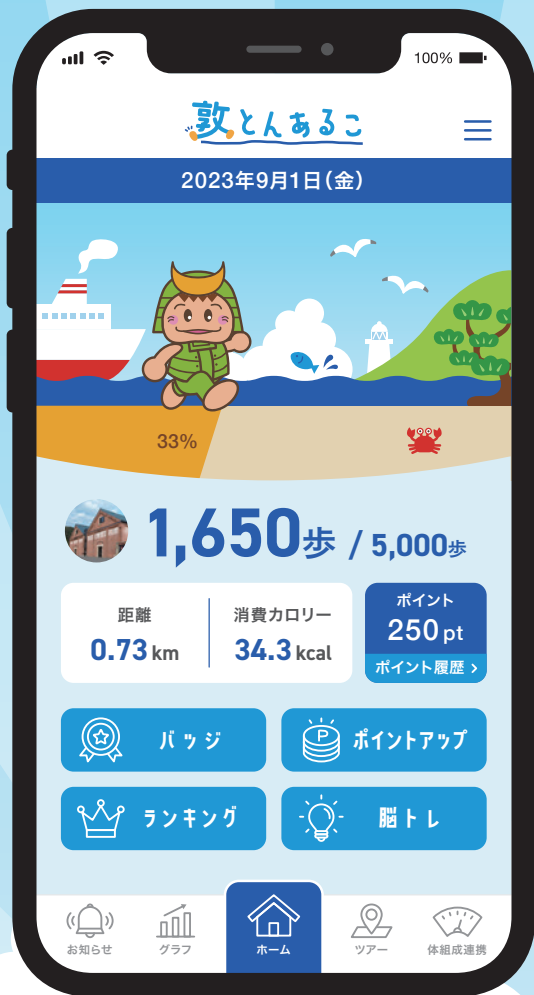 100%
敦とんあるこ
2023年9月1日(金)
33%
1,650歩 / 5,000歩
距離
0.73 km
消費カロリー
34.3 kcal
ポイント
250 pt
ポイント履歴 ›
バッジ
P
ポイントアップ
ランキング
脳トレ
お知らせ
グラフ
ホーム
ツアー
体組成連携